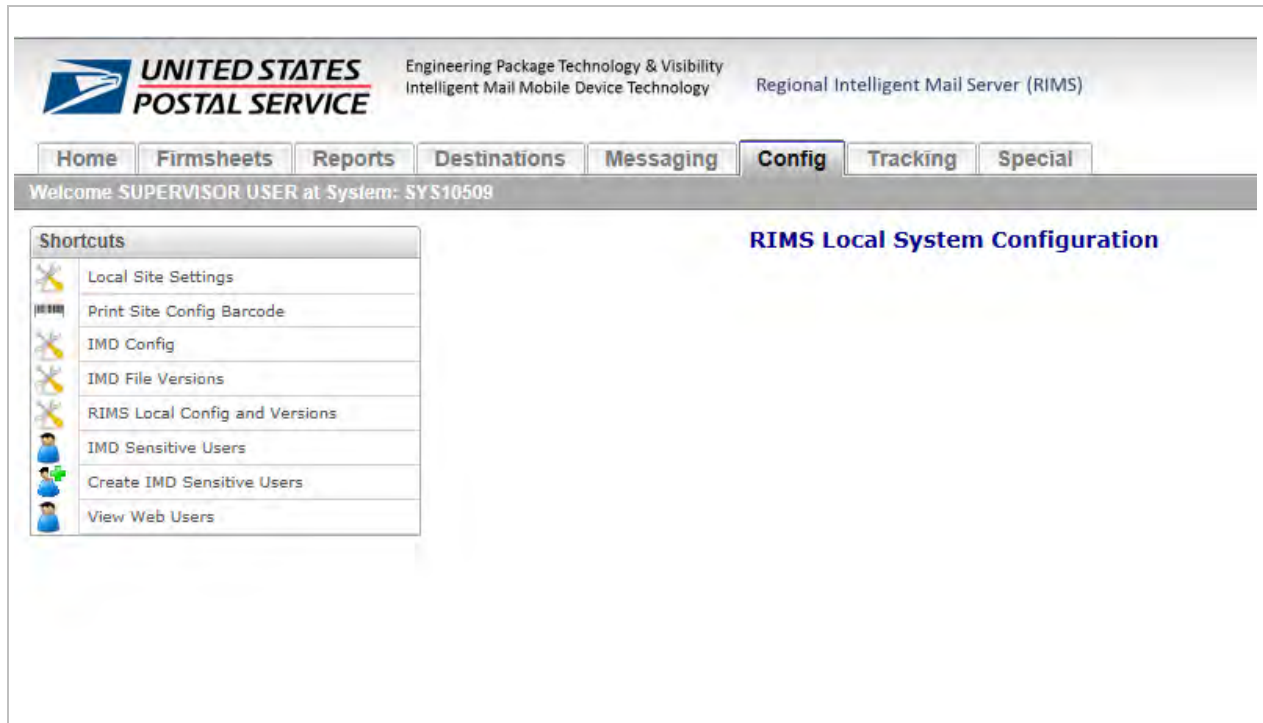 UNITED STATES
POSTAL SERVICE
Engineering Package Technology & Visibility
Intelligent Mail Mobile Device Technology
Regional Intelligent Mail Server (RIMS)
Home Firmsheets Reports Destinations Messaging Config Tracking Special
Welcome SUPERVISOR USER at System: SYS10509
Shortcuts
Local Site Settings
Print Site Config Barcode
IMD Config
IMD File Versions
RIMS Local Config and Versions
IMD Sensitive Users
Create IMD Sensitive Users
View Web Users
RIMS Local System Configuration